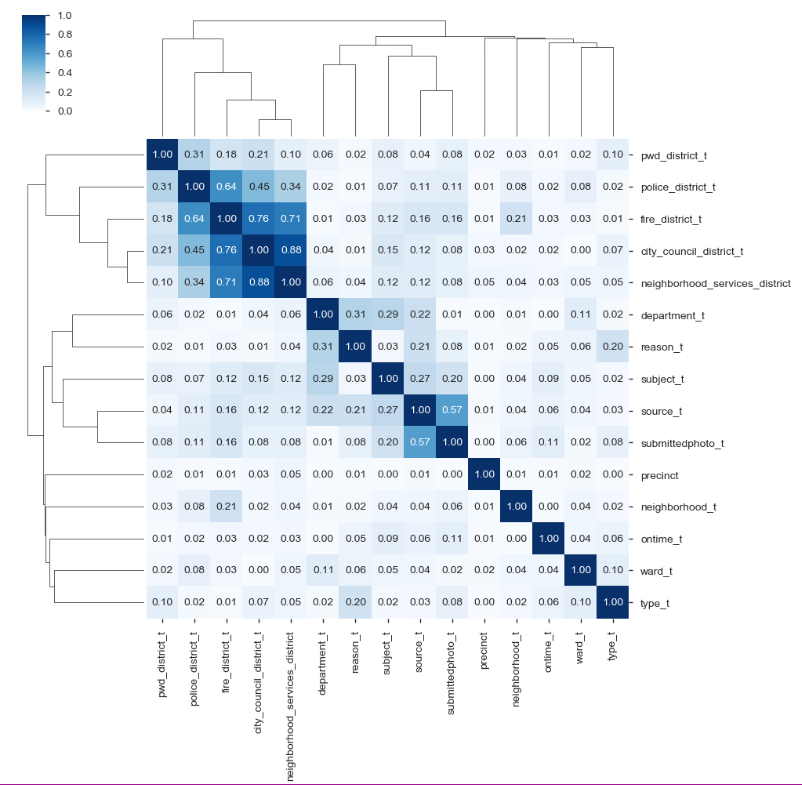 1.0
0.8
0.6
0.4
0.2
0.0
1.00 0.31 0.18 0.21 0.10 0.06 0.02 0.08 0.04 0.08 0.02 0.03 0.01 0.02 0.10 pwd_district_t
0.31 1.00 0.64 0.45 0.34 0.02 0.01 0.07 0.11 0.11 0.01 0.08 0.02 0.08 0.02 police_district_t
0.18 0.64 1.00 0.76 0.71 0.01 0.03 0.12 0.16 0.16 0.01 0.21 0.03 0.03 0.01 fire_district_t
0.21 0.45 0.76 1.00 0.88 0.04 0.01 0.15 0.12 0.08 0.03 0.02 0.02 0.00 0.07 city_council_district_t
0.10 0.34 0.71 0.88 1.00 0.06 0.04 0.12 0.12 0.08 0.05 0.04 0.03 0.05 0.05 neighborhood_services_district
0.06 0.02 0.01 0.04 0.06 1.00 0.31 0.29 0.22 0.01 0.00 0.01 0.00 0.11 0.02 department_t
0.02 0.01 0.03 0.01 0.04 0.31 1.00 0.03 0.21 0.08 0.01 0.02 0.05 0.06 0.20 reason_t
0.08 0.07 0.12 0.15 0.12 0.29 0.03 1.00 0.27 0.20 0.00 0.04 0.09 0.05 0.02 subject_t
0.04 0.11 0.16 0.12 0.12 0.22 0.21 0.27 1.00 0.57 0.01 0.04 0.06 0.04 0.03 source_t
0.08 0.11 0.16 0.08 0.08 0.01 0.08 0.20 0.57 1.00 0.00 0.06 0.11 0.02 0.08 submittedphoto_t
0.02 0.01 0.01 0.03 0.05 0.00 0.01 0.00 0.01 0.00 1.00 0.01 0.01 0.02 0.00 precinct
0.03 0.08 0.21 0.02 0.04 0.01 0.02 0.04 0.04 0.06 0.01 1.00 0.00 0.04 0.02 neighborhood_t
0.01 0.02 0.03 0.02 0.03 0.00 0.05 0.09 0.06 0.11 0.01 0.00 1.00 0.04 0.06 ontime_t
0.02 0.08 0.03 0.00 0.05 0.11 0.06 0.05 0.04 0.02 0.02 0.04 0.04 1.00 0.10 ward_t
0.10 0.02 0.01 0.07 0.05 0.02 0.20 0.02 0.03 0.08 0.00 0.02 0.06 0.10 1.00 type_t
pwd_district_t
police_district_t
fire_district_t
city_council_district_t
neighborhood_services_district
department_t
reason_t
subject_t
source_t
submittedphoto_t
precinct
neighborhood_t
ontime_t
ward_t
type_t